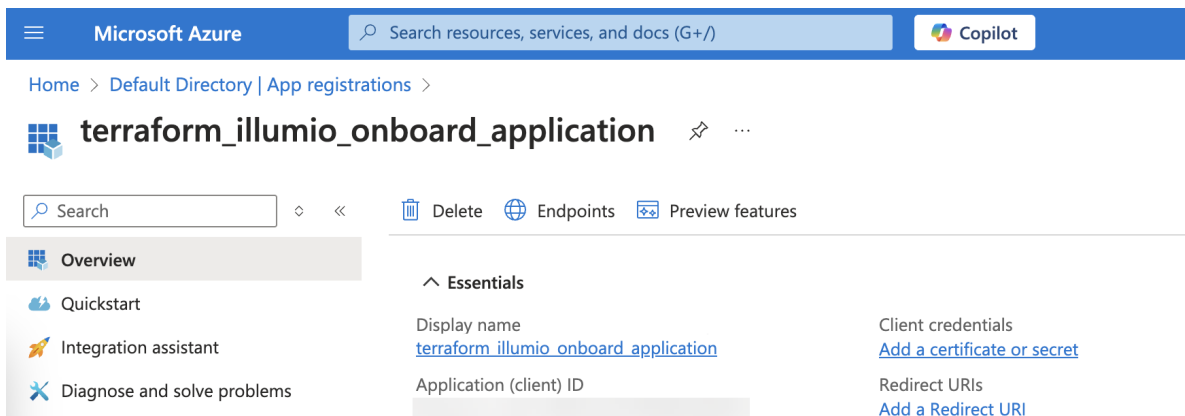 Microsoft Azure
Search resources, services, and docs (G+/)
Copilot
Home > Default Directory | App registrations >
terraform_illumio_onboard_application
...
Search
«
Delete
Endpoints
Preview features
Overview
Quickstart
Integration assistant
Diagnose and solve problems
Essentials
Display name
terraform_illumio_onboard_application
Application (client) ID
Client credentials
Add a certificate or secret
Redirect URIs
Add a Redirect URI